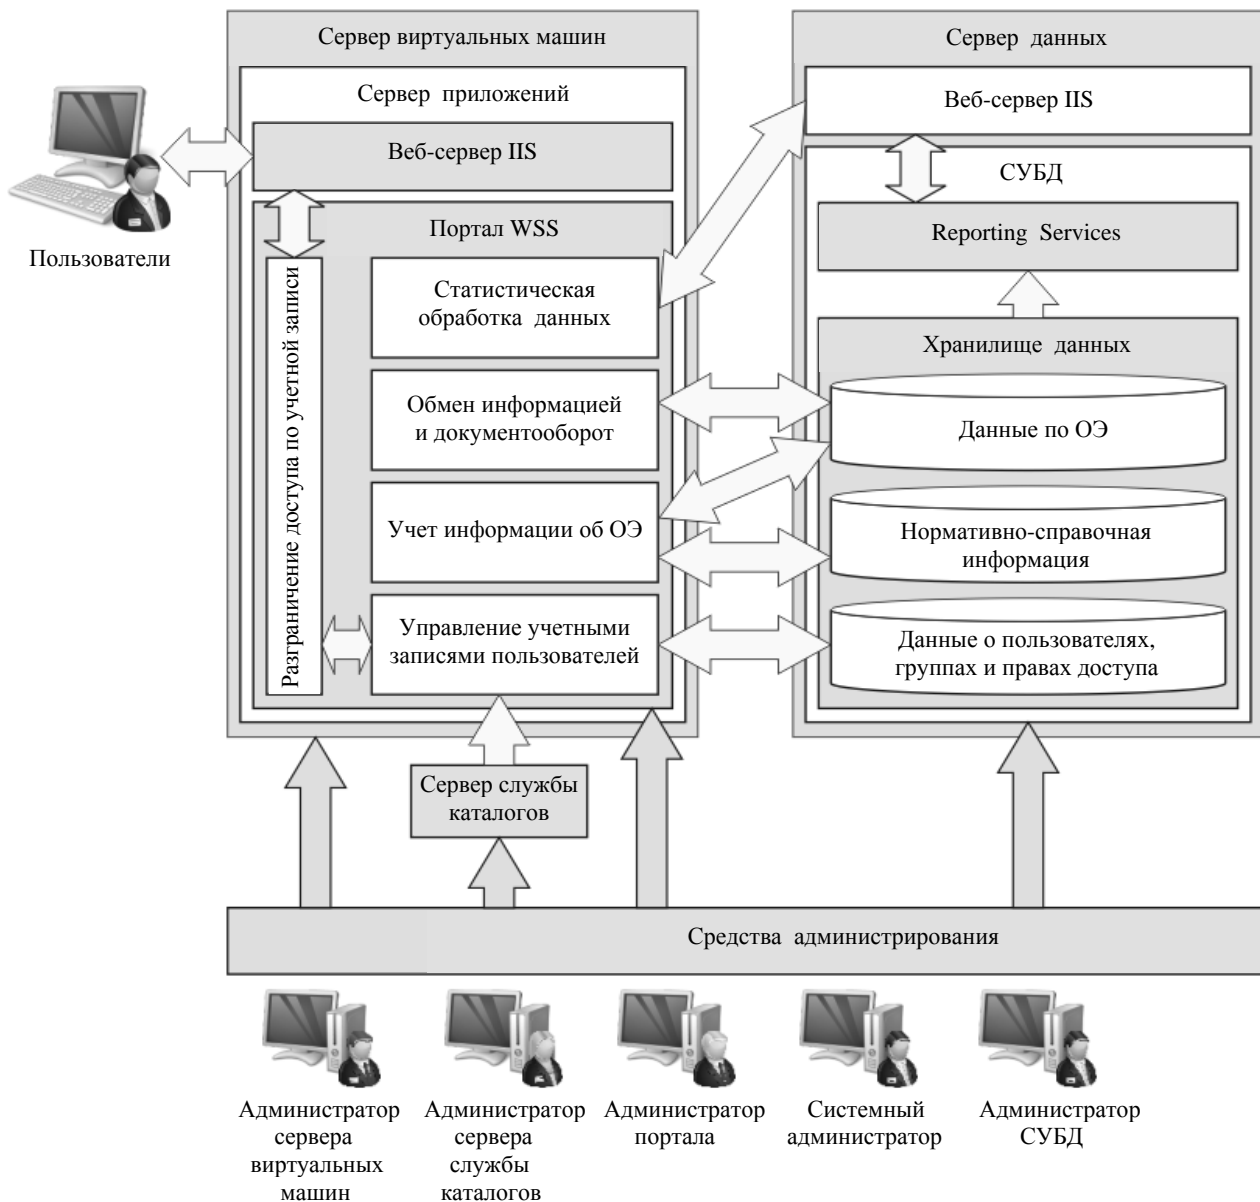 Сервер виртуальных машин
Сервер приложений
Веб-сервер IIS
Портал WSS
Разграничение доступа по учетной записи
Статистическая
обработка данных
Обмен информацией
и документооборот
Учет информации об ОЭ
Управление учетными
записями пользователей
Пользователи
Сервер данных
Веб-сервер IIS
СУБД
Reporting Services
Хранилище данных
Данные по ОЭ
Нормативно-справочная
информация
Данные о пользователях,
группах и правах доступа
Сервер службы
каталогов
Средства администрирования
Администратор
сервера
виртуальных
машин
Администратор
сервера
службы
каталогов
Администратор
портала
Системный
администратор
Администратор
СУБД